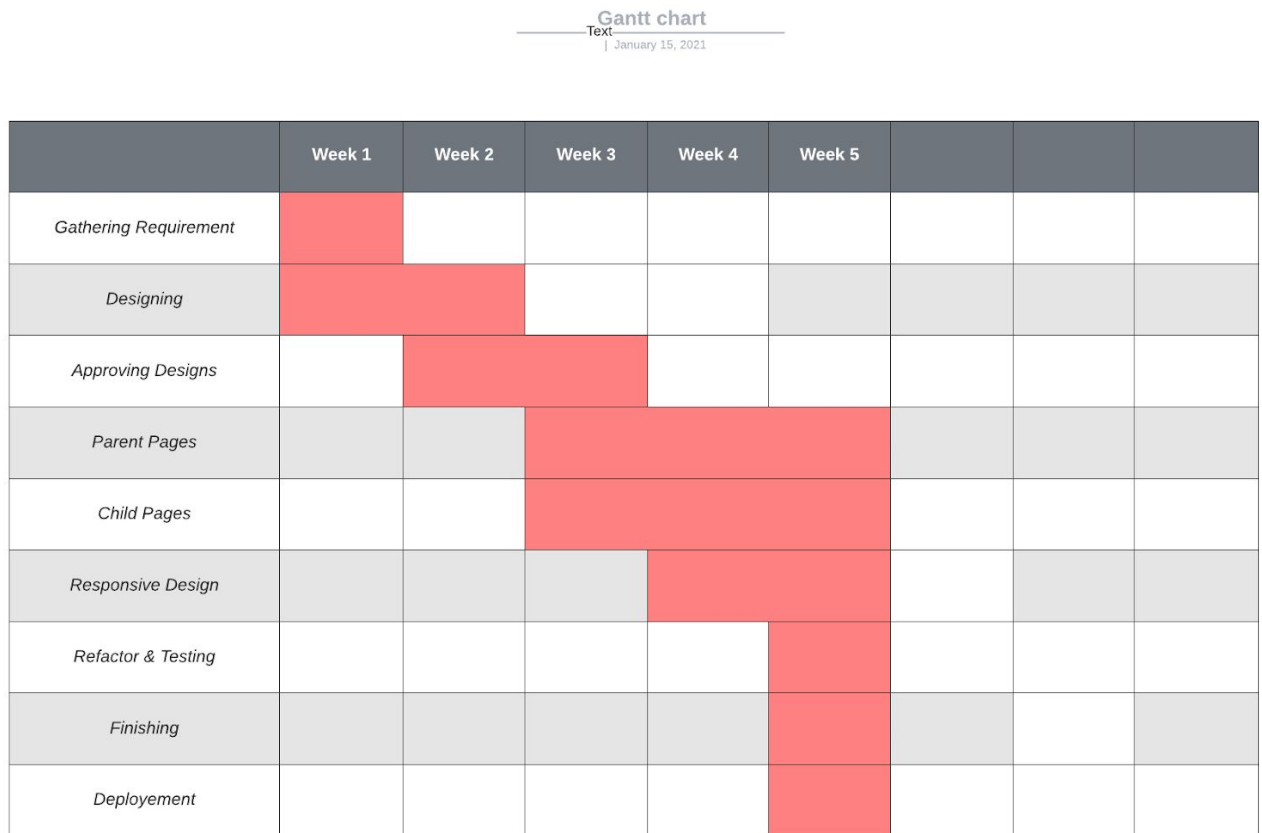 Gantt chart
Text
| January 15, 2021
Week 1 Week 2 Week 3 Week 4 Week 5
Gathering Requirement
Designing
Approving Designs
Parent Pages
Child Pages
Responsive Design
Refactor & Testing
Finishing
Deployement